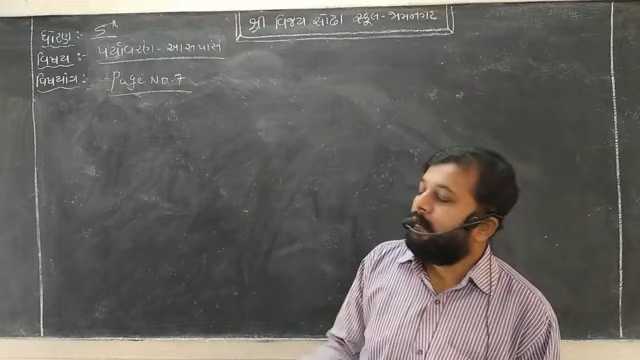 શ્રી વિજય સોઢા સ્કૂલ - જામનગર
ધોરણ :- 5
વિષય :- પર્યાવરણ - આસપાસ
વિષયાંગ :- Page NO. 7